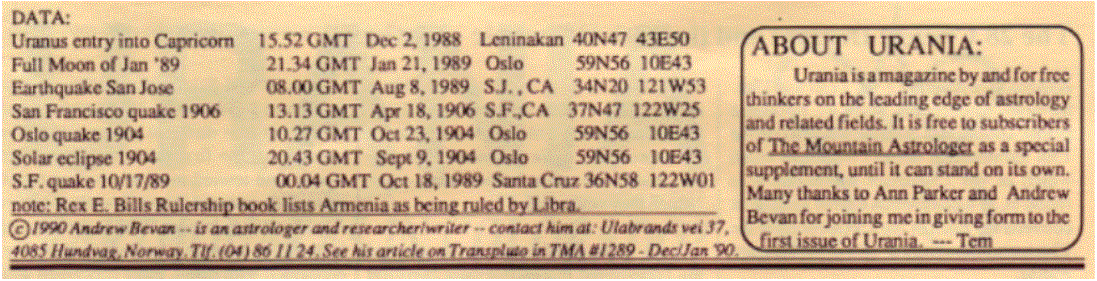 DATA:
Uranus entry into Capricorn 15.52 GMT Dec 2, 1988 Leninakan 40N47 43E50
Full Moon of Jan '89 21.34 GMT Jan 21, 1989 Oslo 59N56 10E43
Earthquake San Jose 08.00 GMT Aug 8, 1989 S.J., CA 34N20 121W53
San Francisco quake 1906 13.13 GMT Apr 18, 1906 S.F.,CA 37N47 122W25
Oslo quake 1904 10.27 GMT Oct 23, 1904 Oslo 59N56 10E43
Solar eclipse 1904 20.43 GMT Sept 9, 1904 Oslo 59N56 10E43
S.F. quake 10/17/89 00.04 GMT Oct 18, 1989 Santa Cruz 36N58 122W01
note: Rex E. Bills Rulership book lists Armenia as being ruled by Libra.
©1990 Andrew Bevan -- is an astrologer and researcher/writer -- contact him at: Ulabrands vei 37,
4085 Hundvag, Norway. Tlf. (04) 86 11 24. See his article on Transpluto in TMA #1289 - Dec/Jan '90.
ABOUT URANIA:
Urania is a magazine by and for free
thinkers on the leading edge of astrology
and related fields. It is free to subscribers
of The Mountain Astrologer as a special
supplement, until it can stand on its own.
Many thanks to Ann Parker and Andrew
Bevan for joining me in giving form to the
first issue of Urania. --- Tem